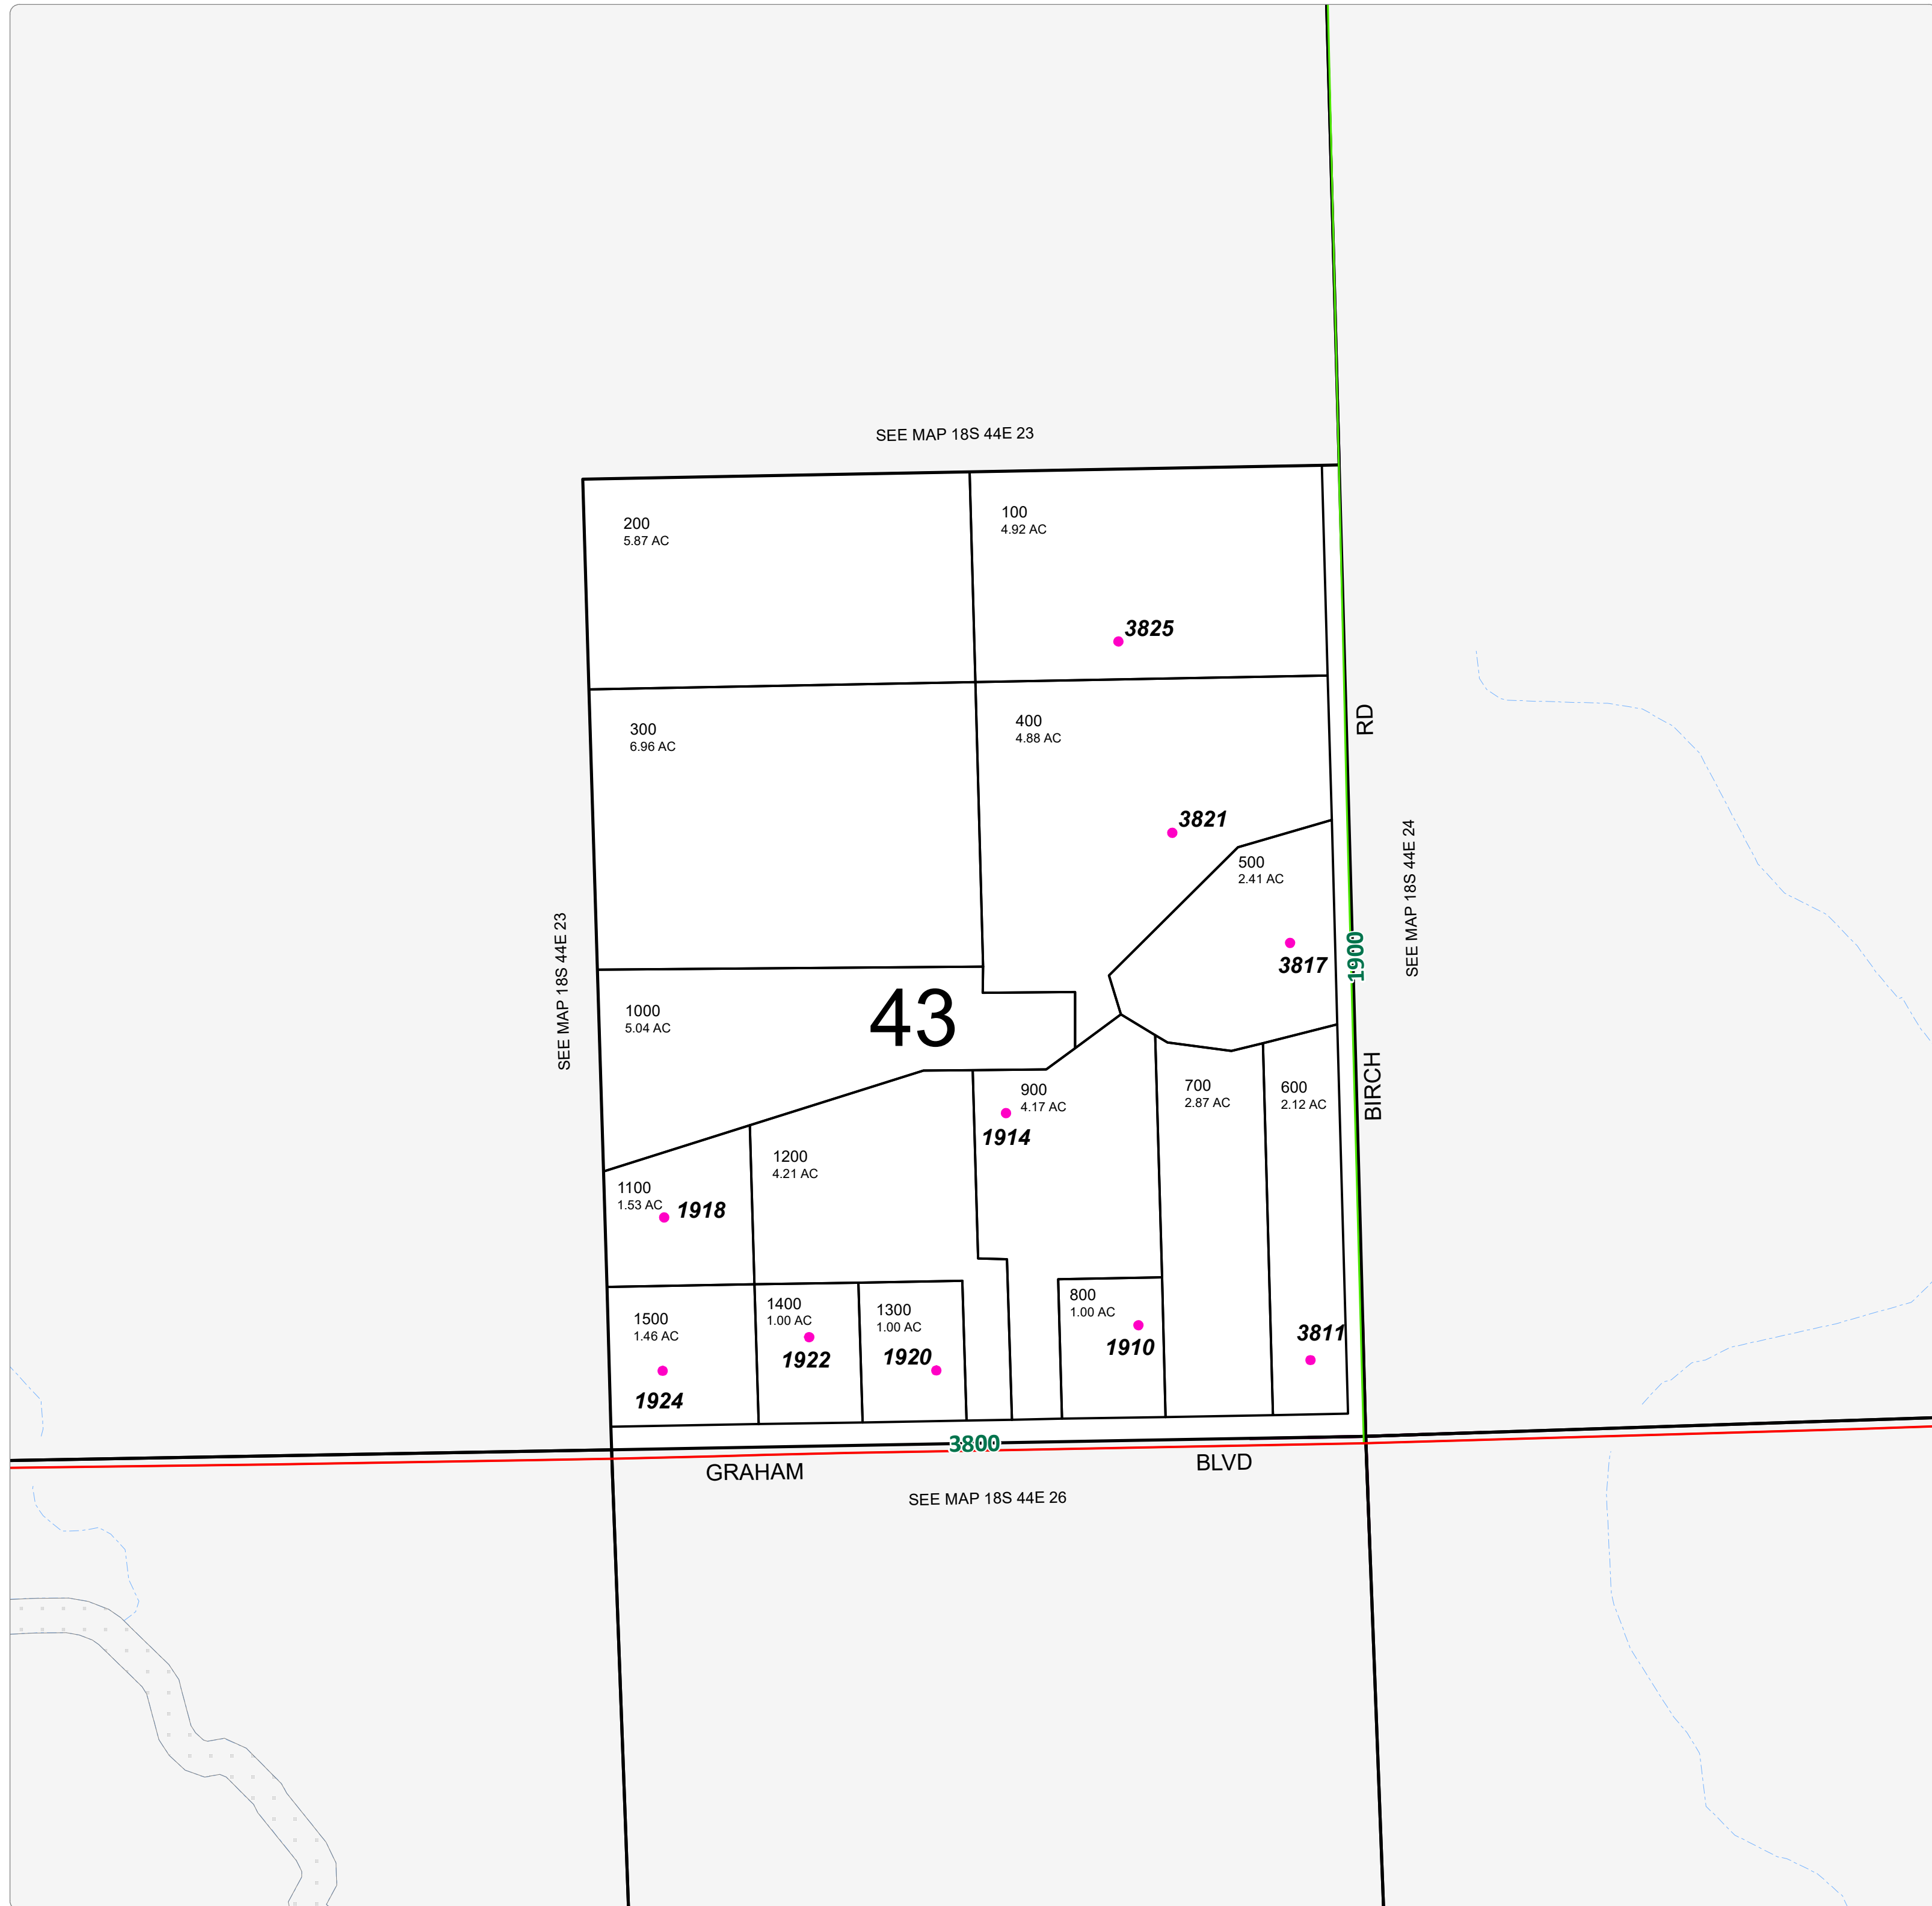 SEE MAP 18S 44E 23
200
5.87 AC
100
4.92 AC
3825
300
6.96 AC
400
4.88 AC
RD
3821
500
2.41 AC
3817
1900
SEE MAP 18S 44E 24
SEE MAP 18S 44E 23
1000
5.04 AC
43
BIRCH
900
4.17 AC
1914
700
2.87 AC
600
2.12 AC
1200
4.21 AC
1100
1.53 AC
1918
1500
1.46 AC
1924
1400
1.00 AC
1922
1300
1.00 AC
1920
800
1.00 AC
1910
3811
3800
GRAHAM BLVD
SEE MAP 18S 44E 26